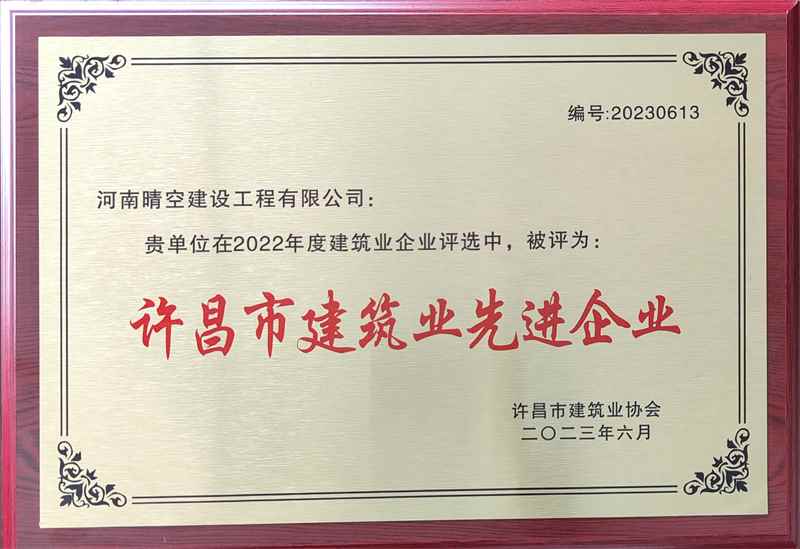 编号:20230613
河南晴空建设工程有限公司：
贵单位在2022年度建筑业企业评选中，被评为：
许昌市建筑业先进企业
许昌市建筑业协会
二〇二三年六月